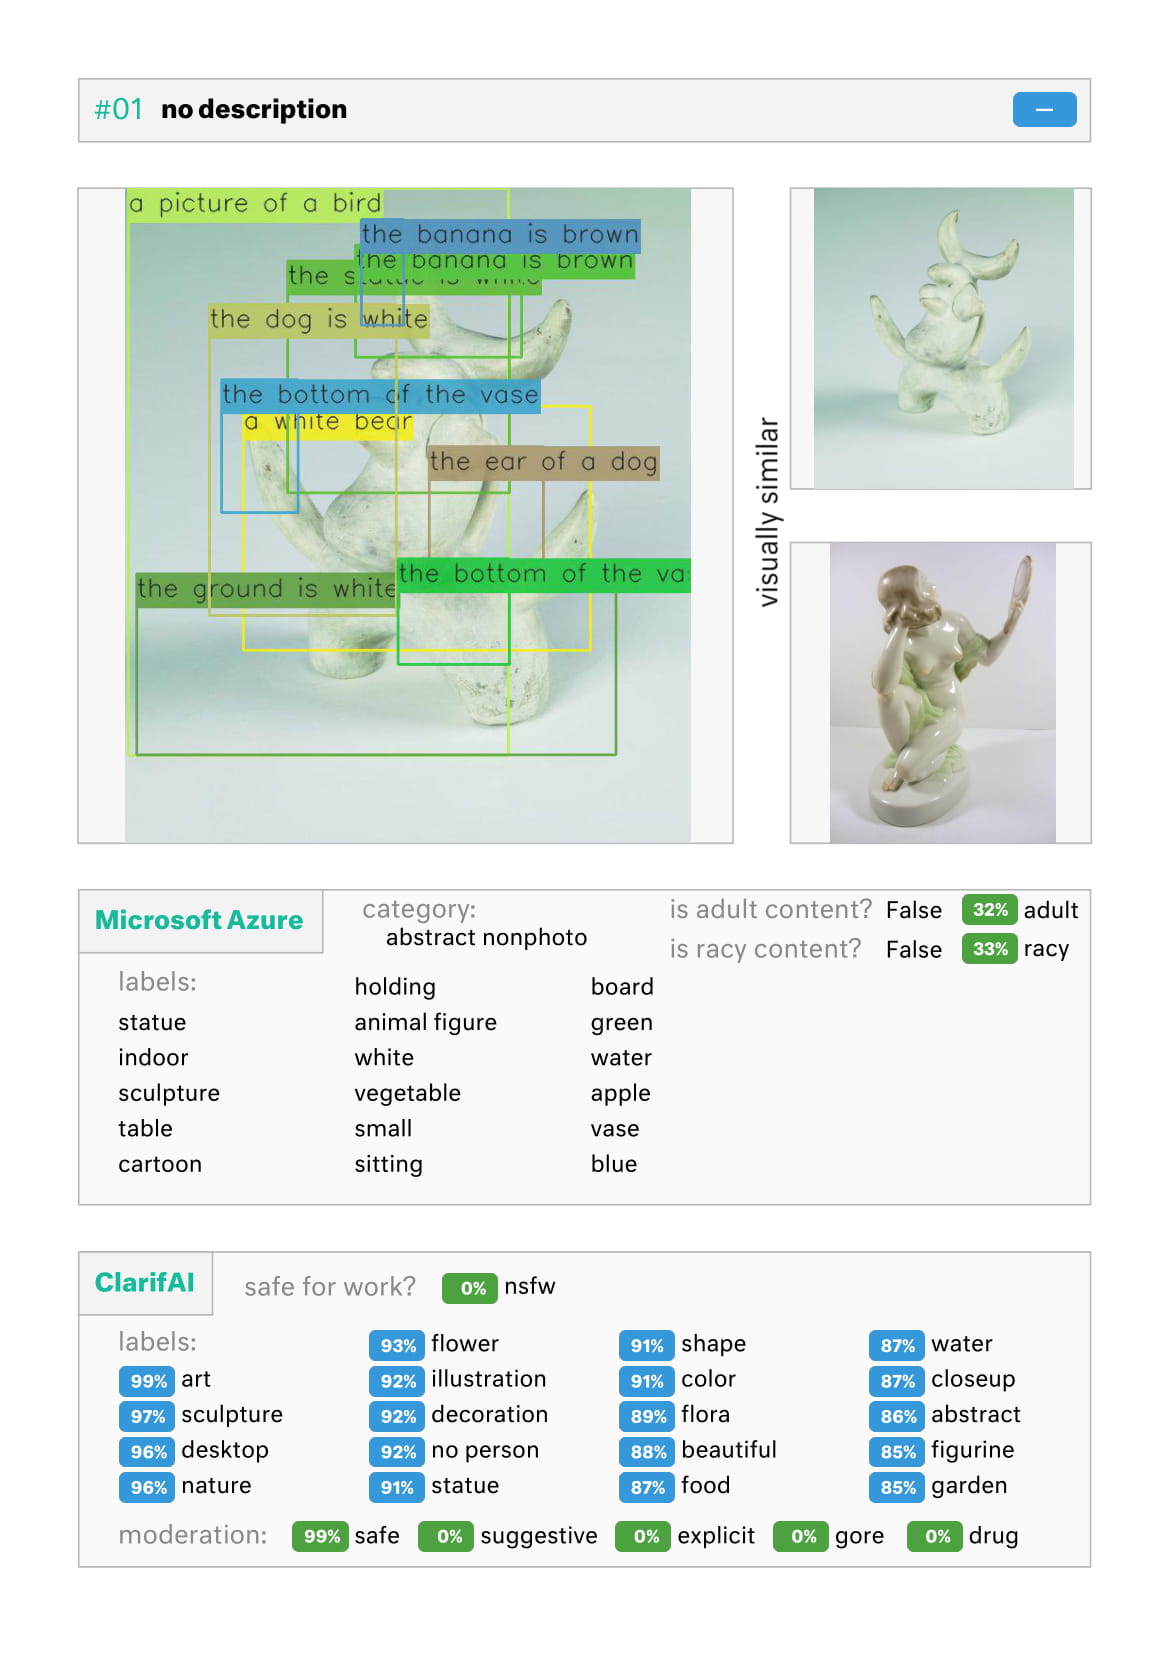 #01 no description
–
a picture of a bird
the banana is brown
the banana is brown
the statue is white
the dog is white
the bottom of the vase
a white bear
the ear of a dog
the bottom of the va
the ground is white
visually similar
Microsoft Azure
category:
abstract nonphoto
is adult content? False 32% adult
is racy content? False 33% racy
labels:
statue
indoor
sculpture
table
cartoon
holding
animal figure
white
vegetable
small
sitting
board
green
water
apple
vase
blue
ClarifAI
safe for work? 0% nsfw
labels:
99% art
97% sculpture
96% desktop
96% nature
93% flower
92% illustration
92% decoration
92% no person
91% statue
91% shape
91% color
89% flora
88% beautiful
87% food
87% water
87% closeup
86% abstract
85% figurine
85% garden
moderation: 99% safe 0% suggestive 0% explicit 0% gore 0% drug